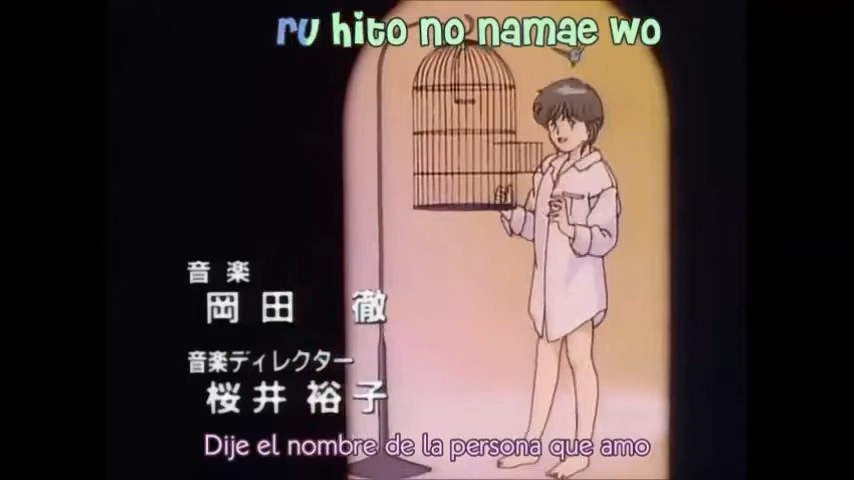 ru hito no namae wo
音楽
岡田 徹
音楽ディレクター
桜井 裕子
Dije el nombre de la persona que amo